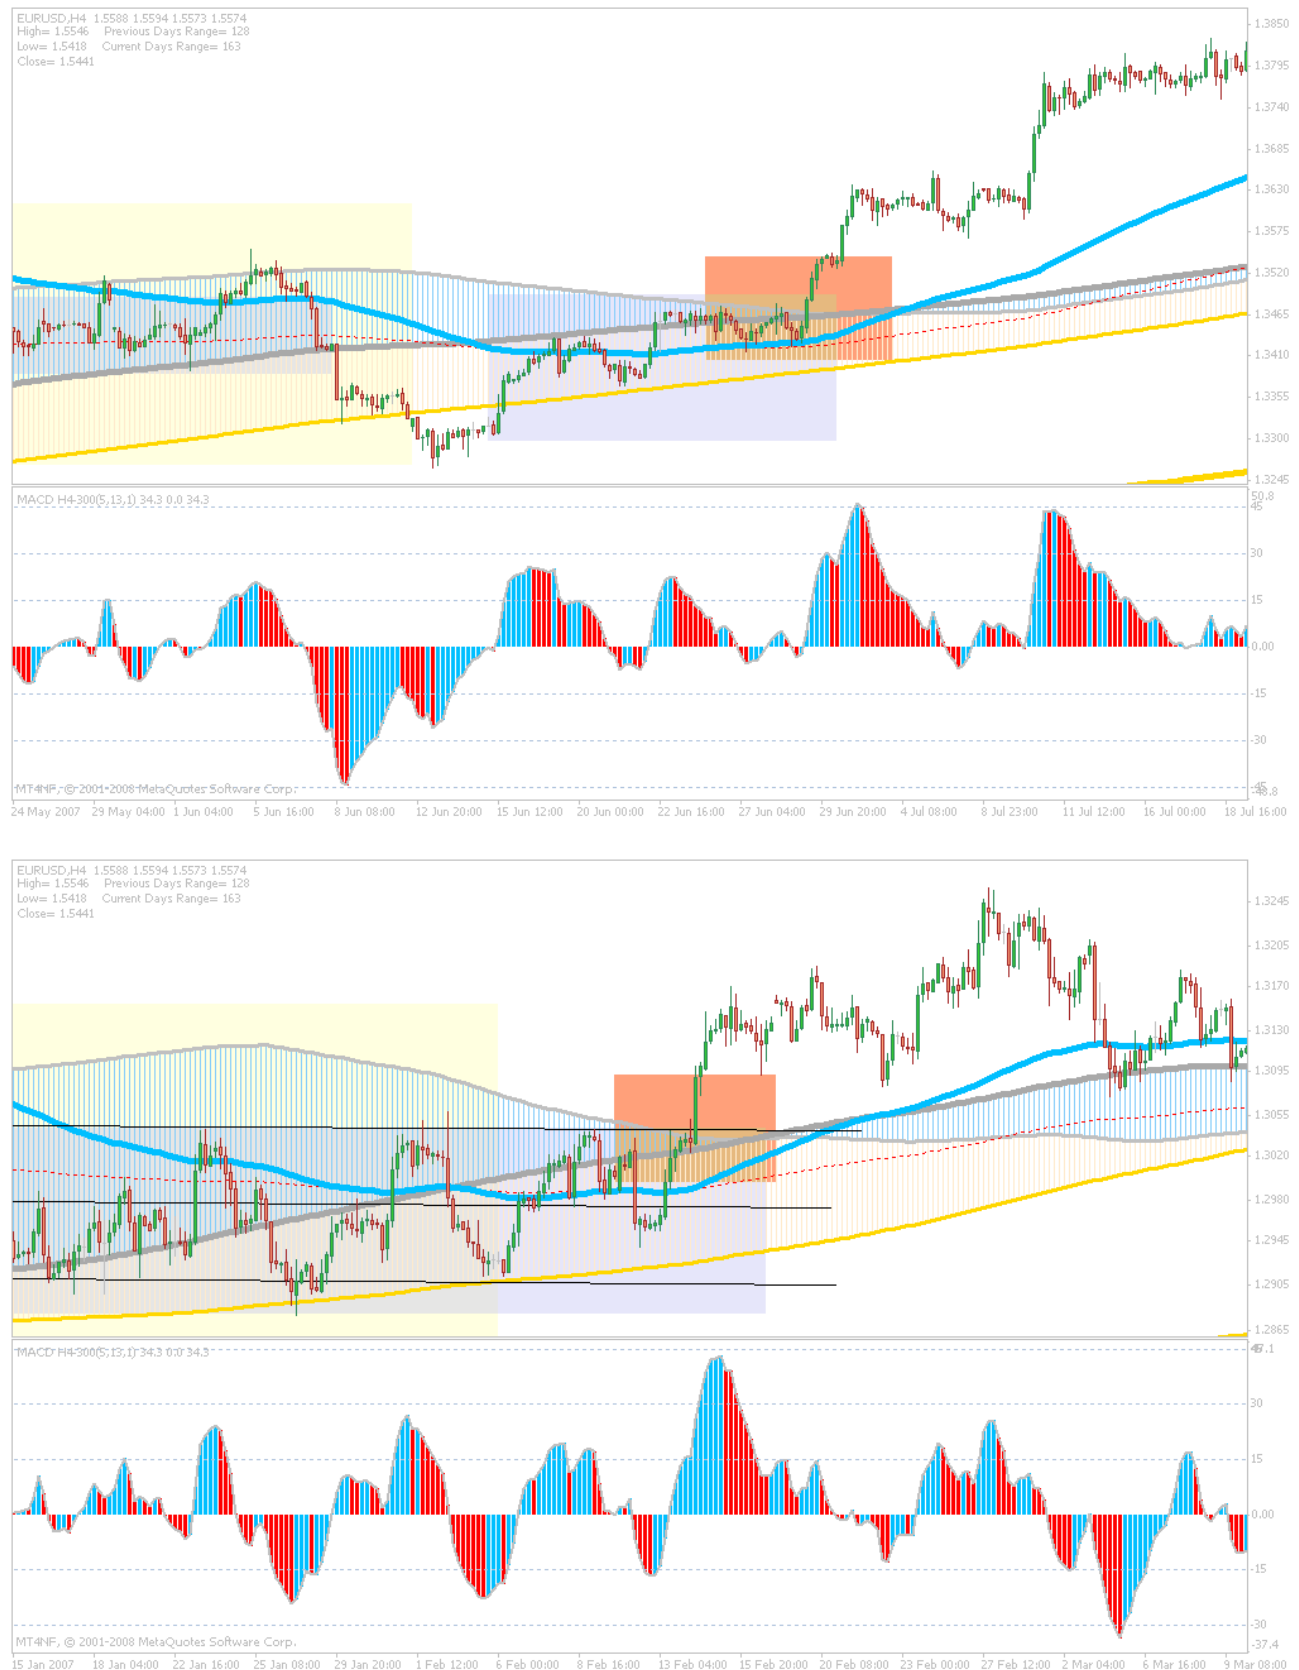 EURUSD,H4 1.5588 1.5594 1.5573 1.5574
High= 1.5546 Previous Days Range= 128
Low= 1.5418 Current Days Range= 163
Close= 1.5441
1.3850
1.3795
1.3740
1.3685
1.3630
1.3575
1.3520
1.3465
1.3410
1.3355
1.3300
1.3245
MACD H4-300(5,13,1) 34.3 0.0 34.3
50.8
45
30
15
0.00
-15
-30
-45
-48.8
MT4NF, © 2001-2008 MetaQuotes Software Corp.
24 May 2007 29 May 04:00 1 Jun 04:00 5 Jun 16:00 8 Jun 08:00 12 Jun 20:00 15 Jun 12:00 20 Jun 00:00 22 Jun 16:00 27 Jun 04:00 29 Jun 20:00 4 Jul 08:00 8 Jul 23:00 11 Jul 12:00 16 Jul 00:00 18 Jul 16:00
EURUSD,H4 1.5588 1.5594 1.5573 1.5574
High= 1.5546 Previous Days Range= 128
Low= 1.5418 Current Days Range= 163
Close= 1.5441
1.3245
1.3205
1.3170
1.3130
1.3095
1.3055
1.3020
1.2980
1.2945
1.2905
1.2865
MACD H4-300(5,13,1) 34.3 0.0 34.3
30
15
0.00
-15
-30
-37.4
MT4NF, © 2001-2008 MetaQuotes Software Corp.
15 Jan 2007 18 Jan 04:00 22 Jan 16:00 25 Jan 08:00 29 Jan 20:00 1 Feb 12:00 6 Feb 00:00 8 Feb 16:00 13 Feb 04:00 15 Feb 20:00 20 Feb 08:00 23 Feb 00:00 27 Feb 12:00 2 Mar 04:00 6 Mar 16:00 9 Mar 08:00